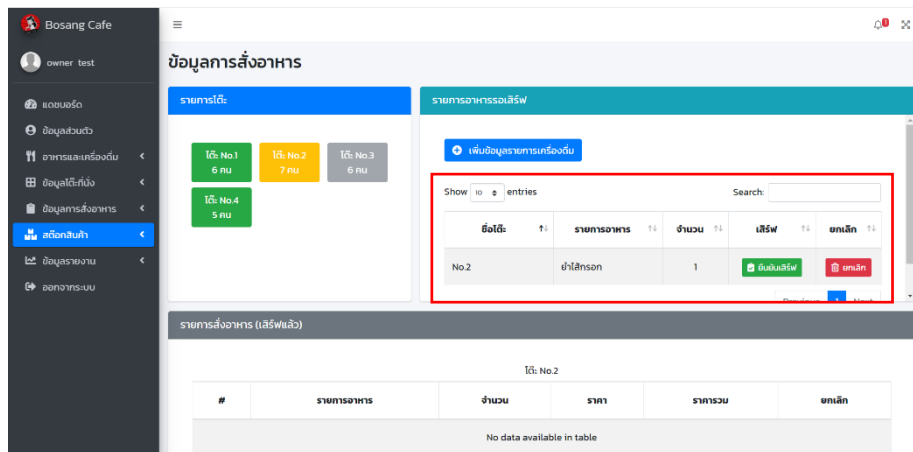 Bosang Cafe
owner test
แดชบอร์ด
ข้อมูลส่วนตัว
อาหารและเครื่องดื่ม
ข้อมูลโต๊ะที่นั่ง
ข้อมูลการสั่งอาหาร
สต๊อกสินค้า
ข้อมูลรายงาน
ออกจากระบบ
ข้อมูลการสั่งอาหาร
รายการโต๊ะ
โต๊ะ No.1
6 คน
โต๊ะ No.2
7 คน
โต๊ะ No.3
6 คน
โต๊ะ No.4
5 คน
รายการอาหารรอเสิร์ฟ
เพิ่มข้อมูลรายการเครื่องดื่ม
Show 10 entries Search:
ชื่อโต๊ะ รายการอาหาร จำนวน เสิร์ฟ ยกเลิก
No.2 ยำไส้กรอก 1 ยืนยันเสิร์ฟ ยกเลิก
Previous 1 Next
รายการสั่งอาหาร (เสิร์ฟแล้ว)
โต๊ะ No.2
# รายการอาหาร จำนวน ราคา ราคารวม ยกเลิก
No data available in table